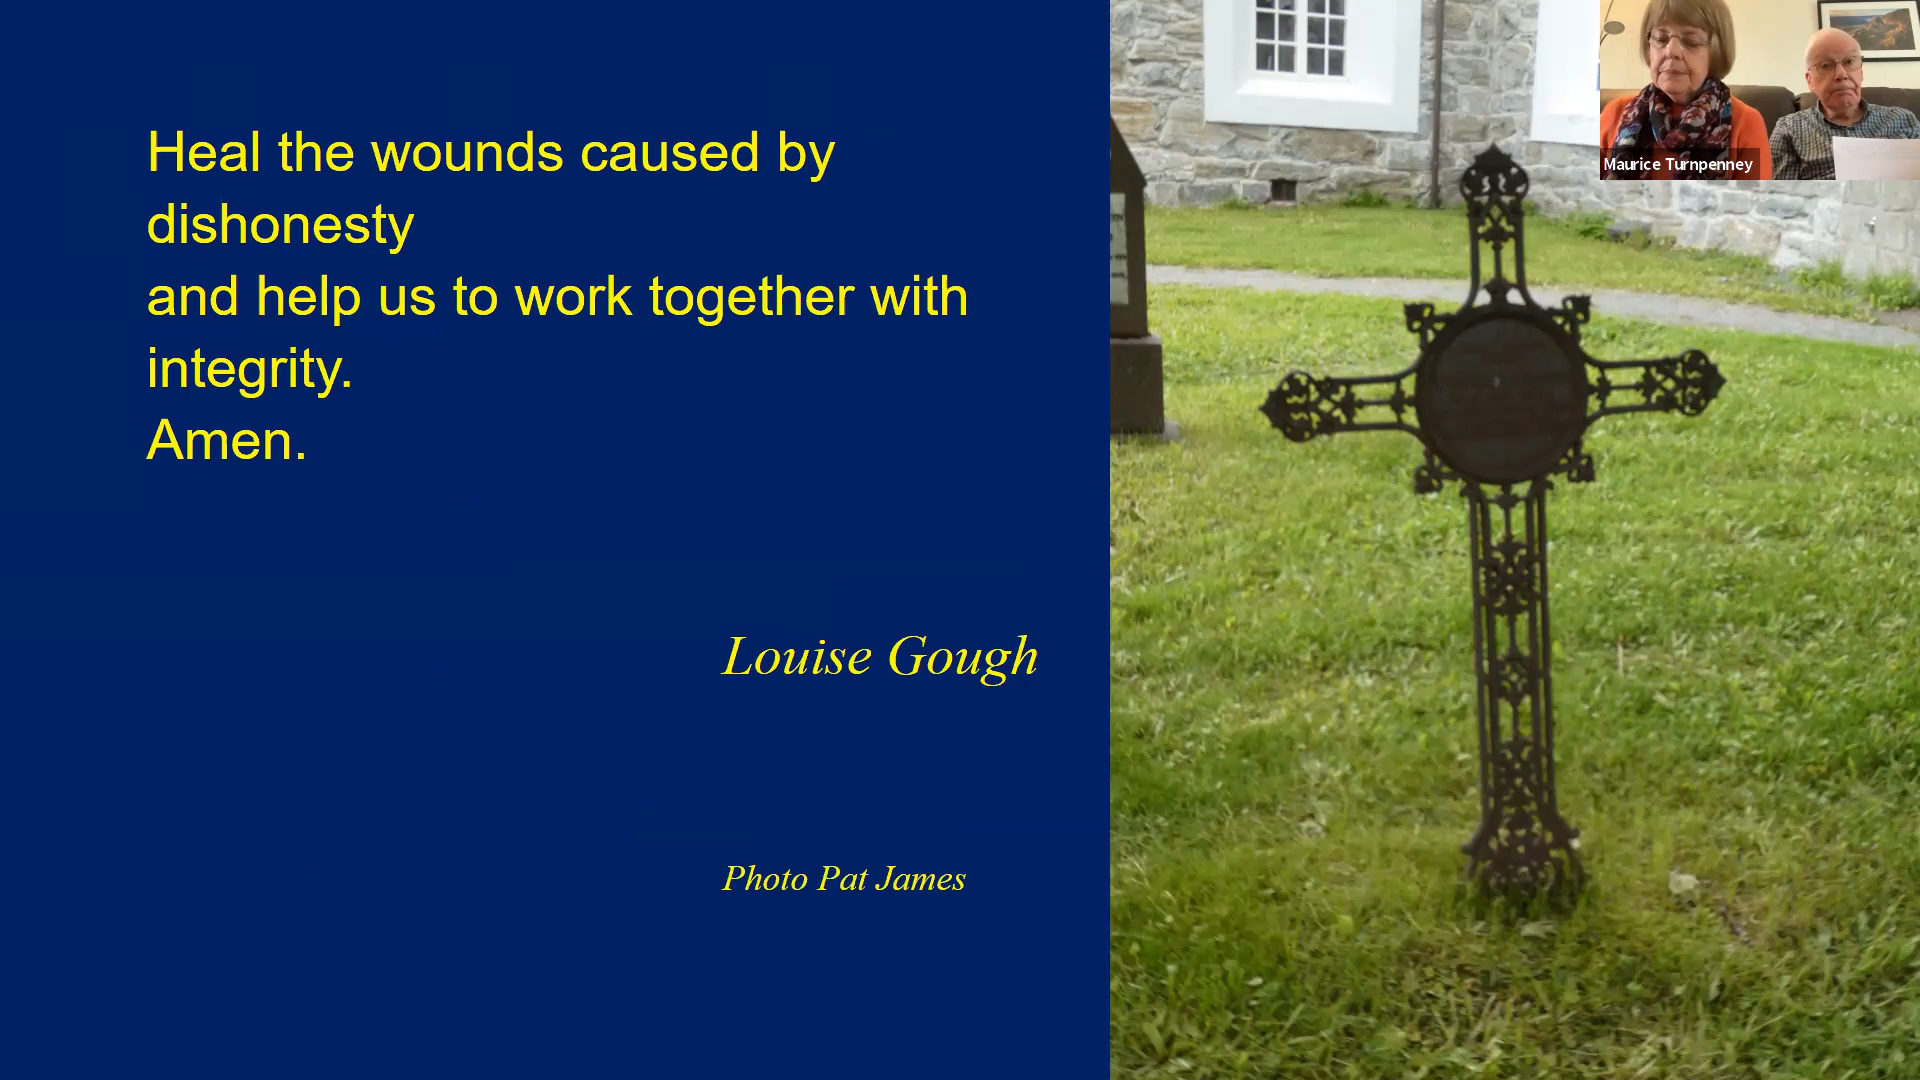 Heal the wounds caused by
dishonesty
and help us to work together with
integrity.
Amen.
Louise Gough
Photo Pat James
Maurice Turnpenney